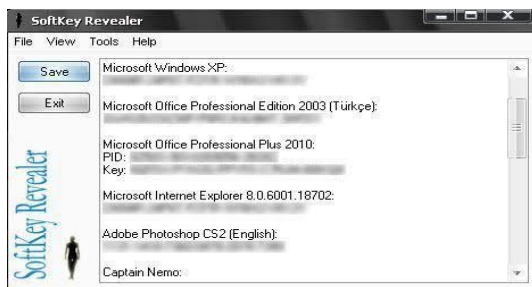 SoftKey Revealer
File View Tools Help
Save
Exit
SoftKey Revealer
Microsoft Windows XP:
Microsoft Office Professional Edition 2003 (Türkçe):
Microsoft Office Professional Plus 2010:
PID:
Key:
Microsoft Internet Explorer 8.0.6001.18702:
Adobe Photoshop CS2 (English):
Captain Nemo: